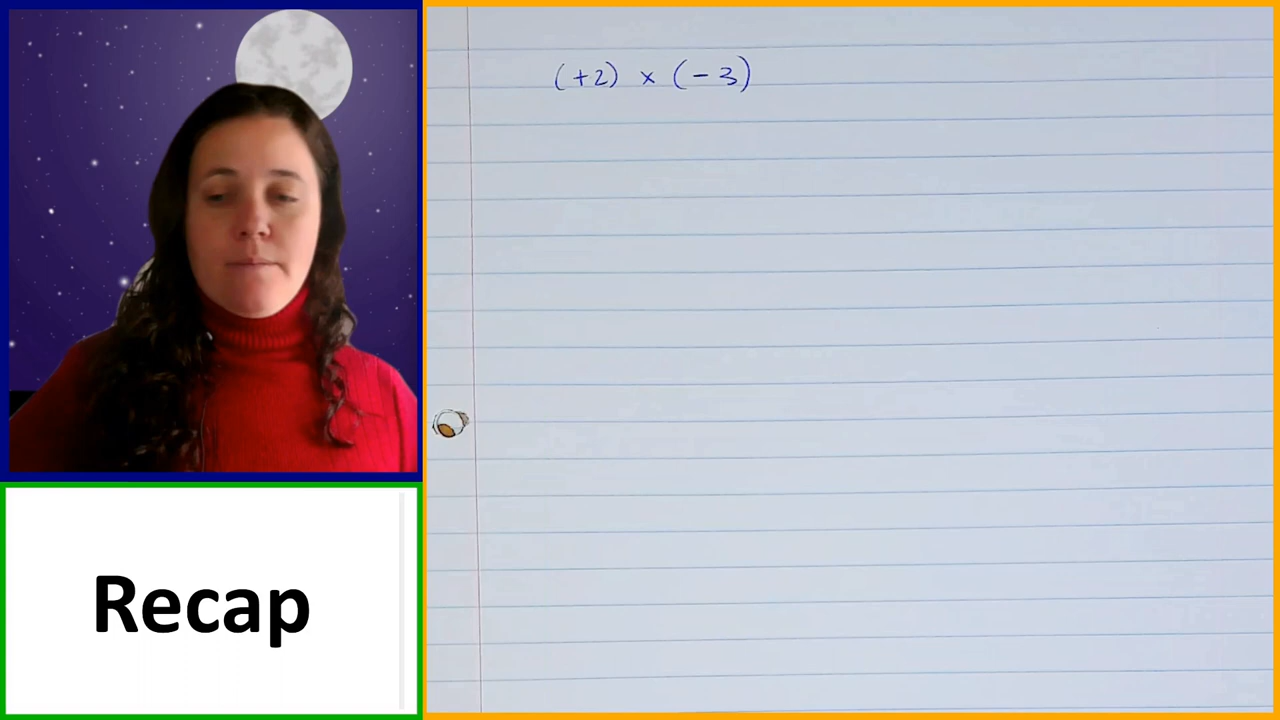 (+2) × (-3)
Recap